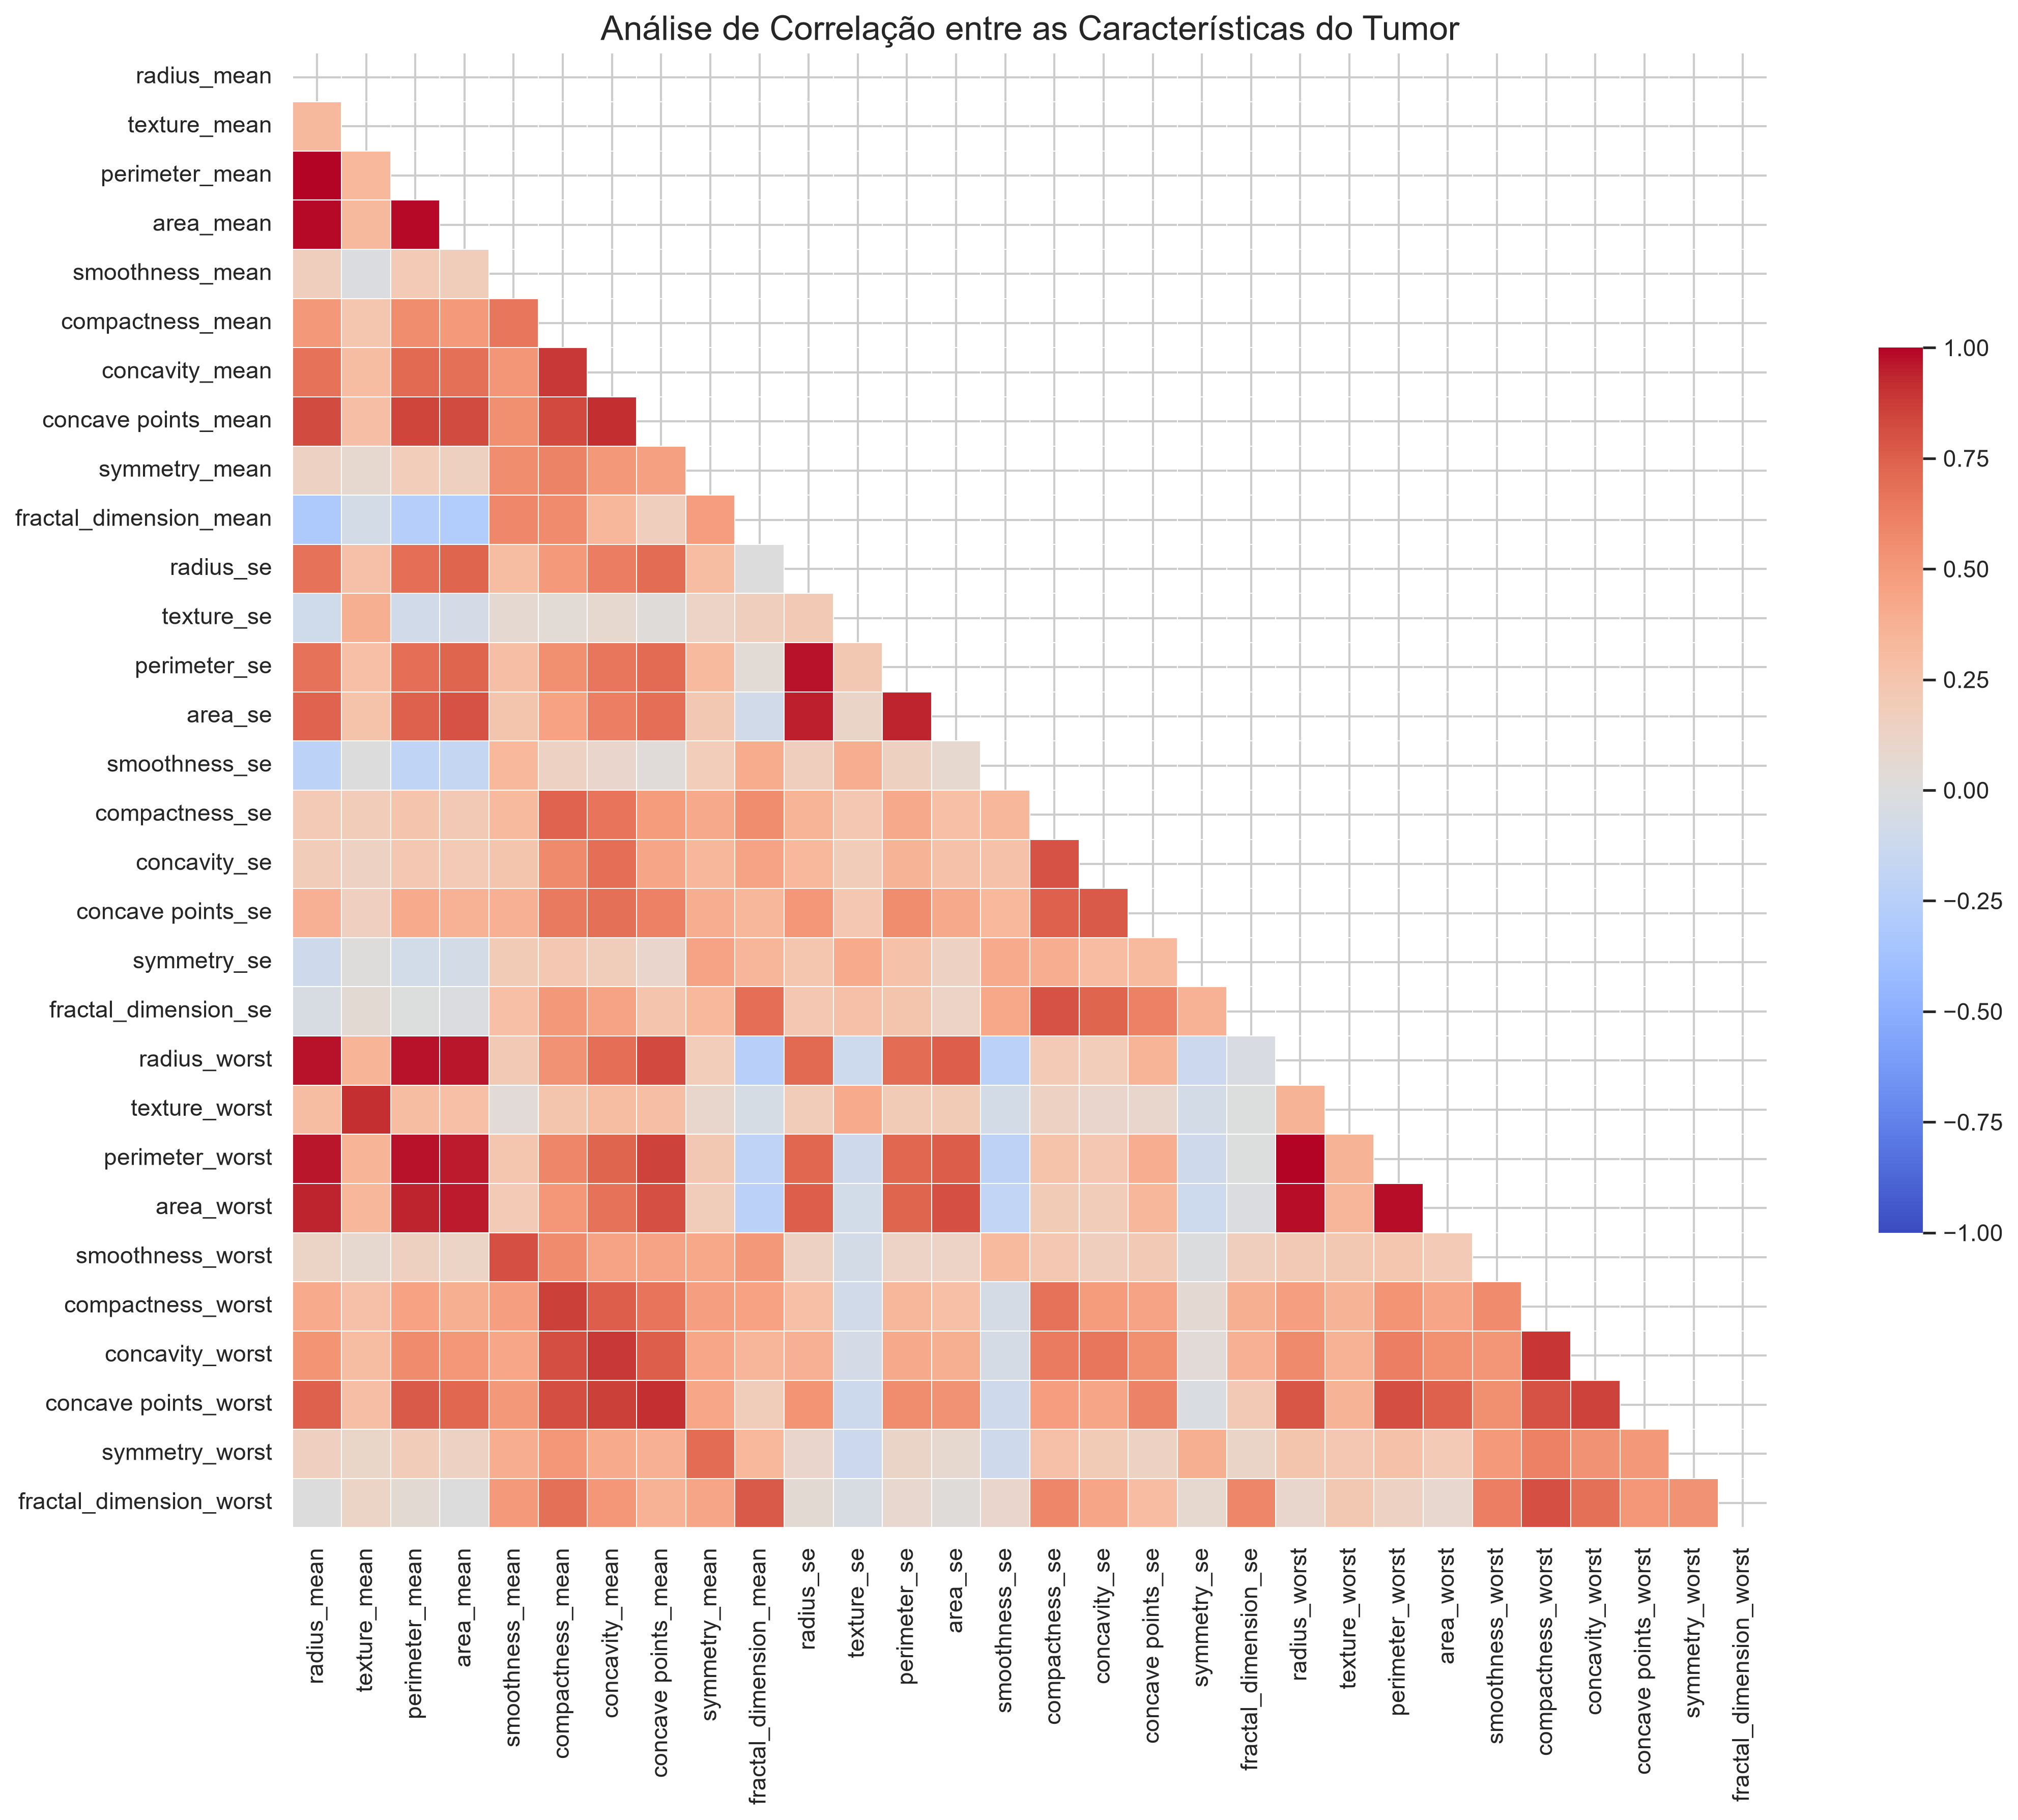 Análise de Correlação entre as Características do Tumor
radius_mean
texture_mean
perimeter_mean
area_mean
smoothness_mean
compactness_mean
concavity_mean
concave points_mean
symmetry_mean
fractal_dimension_mean
radius_se
texture_se
perimeter_se
area_se
smoothness_se
compactness_se
concavity_se
concave points_se
symmetry_se
fractal_dimension_se
radius_worst
texture_worst
perimeter_worst
area_worst
smoothness_worst
compactness_worst
concavity_worst
concave points_worst
symmetry_worst
fractal_dimension_worst
radius_mean
texture_mean
perimeter_mean
area_mean
smoothness_mean
compactness_mean
concavity_mean
concave points_mean
symmetry_mean
fractal_dimension_mean
radius_se
texture_se
perimeter_se
area_se
smoothness_se
compactness_se
concavity_se
concave points_se
symmetry_se
fractal_dimension_se
radius_worst
texture_worst
perimeter_worst
area_worst
smoothness_worst
compactness_worst
concavity_worst
concave points_worst
symmetry_worst
fractal_dimension_worst
1.00
0.75
0.50
0.25
0.00
−0.25
−0.50
−0.75
−1.00